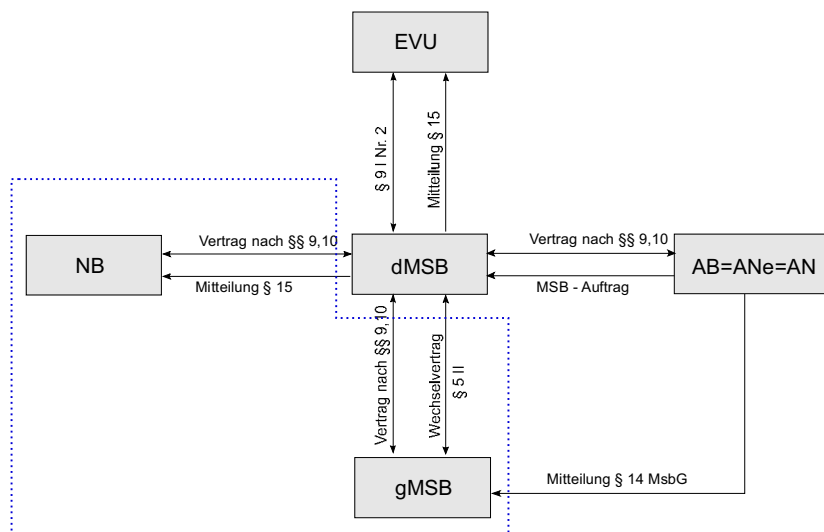 EVU
§ 9 I Nr. 2
Mitteilung § 15
Vertrag nach §§ 9,10
Vertrag nach §§ 9,10
NB
dMSB
AB=ANe=AN
Mitteilung § 15
MSB - Auftrag
Vertrag nach §§ 9,10
Wechselvertrag
§ 5 II
gMSB
Mitteilung § 14 MsbG